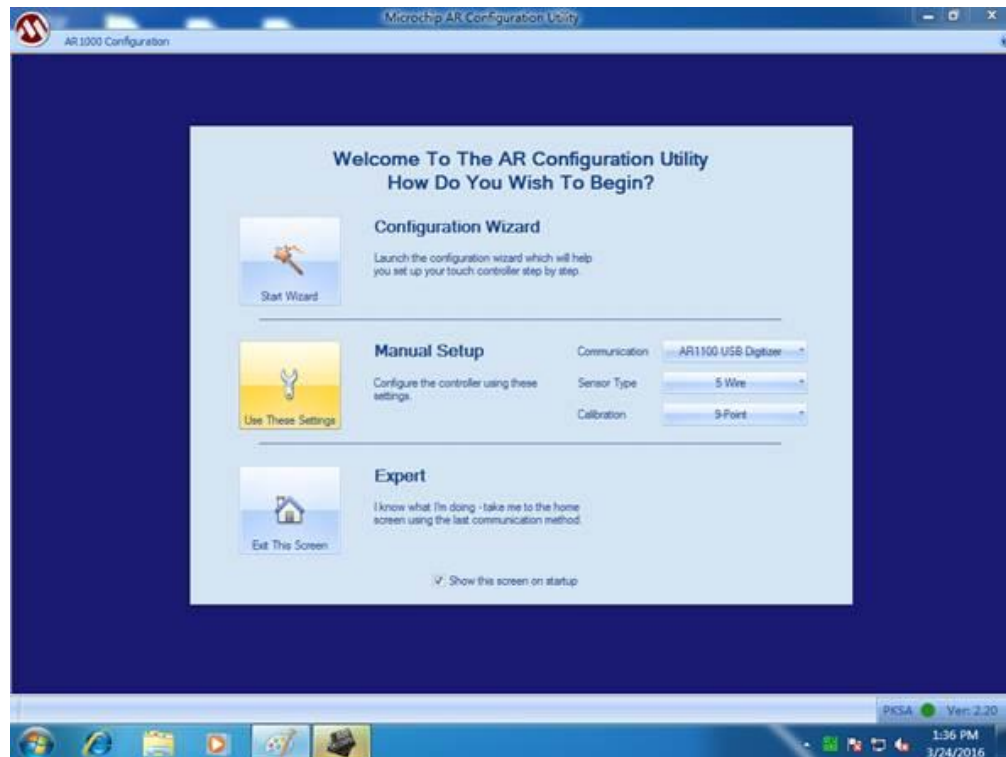 Microchip AR Configuration Utility
AR1000 Configuration
Welcome To The AR Configuration Utility
How Do You Wish To Begin?
Configuration Wizard
Launch the configuration wizard which will help
you set up your touch controller step by step.
Start Wizard
Manual Setup
Configure the controller using these
settings.
Use These Settings
Communication AR1100 USB Digitizer
Sensor Type 5 Wire
Calibration 9-Point
Expert
I know what I'm doing - take me to the home
screen using the last communication method.
Exit This Screen
Show this screen on startup
PKSA Ver: 2.20
1:36 PM
3/24/2016